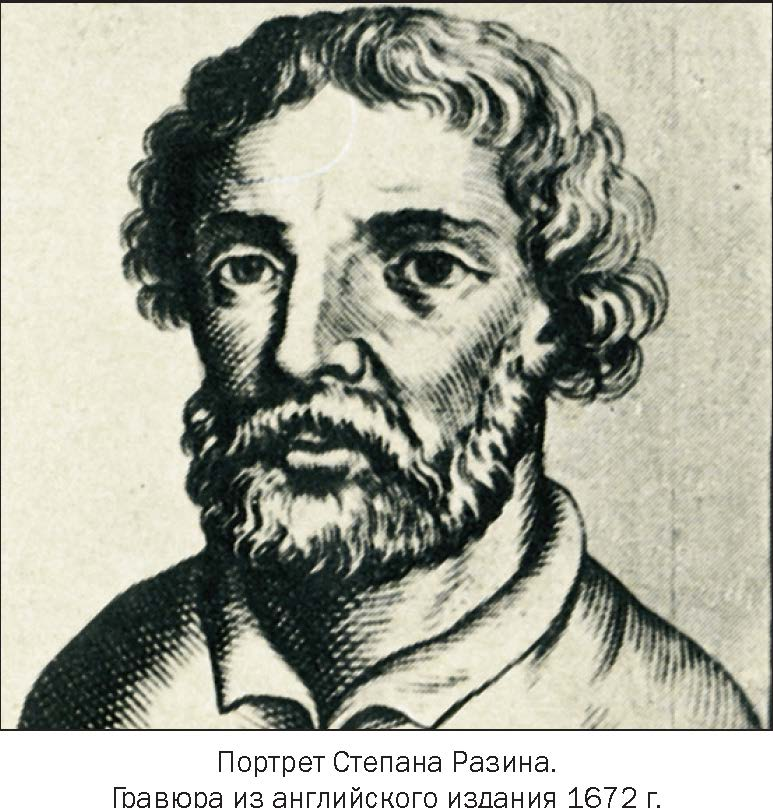 Портрет Степана Разина.
Гравюра из английского издания 1672 г.